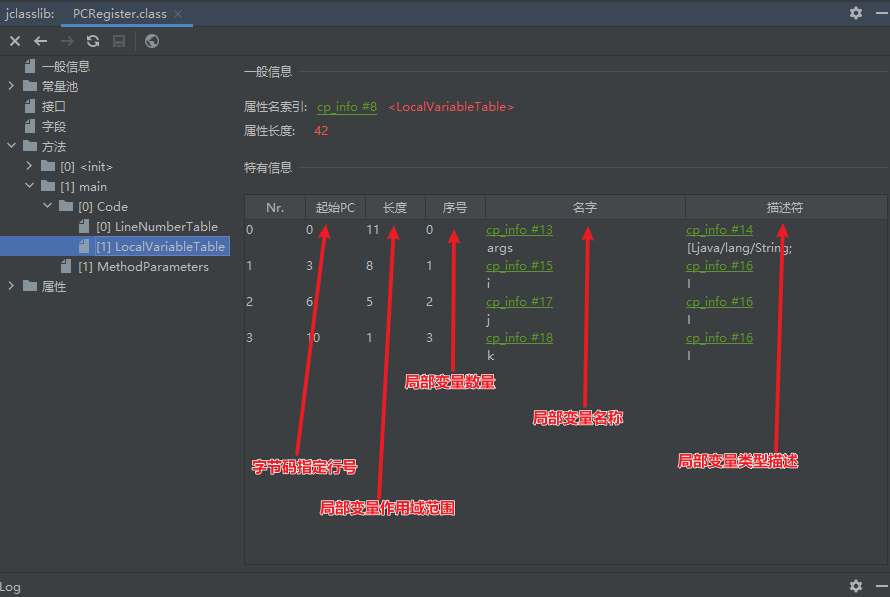 jclasslib: PCRegister.class
一般信息
常量池
接口
字段
方法
[0] <init>
[1] main
[0] Code
[0] LineNumberTable
[1] LocalVariableTable
[1] MethodParameters
属性
一般信息
属性名索引: cp_info #8 <LocalVariableTable>
属性长度: 42
特有信息
Nr. 起始PC 长度 序号 名字 描述符
0 0 11 0 cp_info #13 cp_info #14
args [Ljava/lang/String;
1 3 8 1 cp_info #15 cp_info #16
i I
2 6 5 2 cp_info #17 cp_info #16
j I
3 10 1 3 cp_info #18 cp_info #16
k I
局部变量数量
局部变量名称
字节码指定行号
局部变量类型描述
局部变量作用域范围
Log